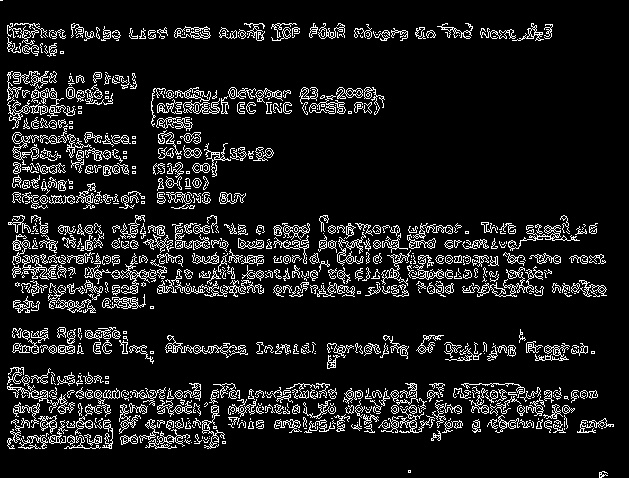 Market Pulse List ARSS Among TOP FOUR Movers in The Next 1-3
Weeks.
Stock in Play:
Trade Date: Monday, October 23, 2006
Company: AMEROSSI EC INC (ARSS.PK)
Ticker: ARSS
Current Price: $2.05
5-Day Target: $4.00 -
3-Week Target: $12.00
Rating: 10(10)
Recommendation: STRONG BUY
This quick rising stock is a good long term winner. This stock is
going high due to superb business solutions and creative
partnerships in the business world. Could this company be the next
PFIZER? We expect it will continue to climb especially after
"Market-Pulses" announcement on Friday. Just read what they have to
say about ARSS.
News Release:
Amerossi EC Inc. Announces Initial Marketing of Drilling Program.
Conclusion:
These recommendations are investment opinions of Market-Pulse.com
and reflect the stock's potential to move over the next one to
three weeks of trading. This analysis is done from a technical and
fundamental perspective.